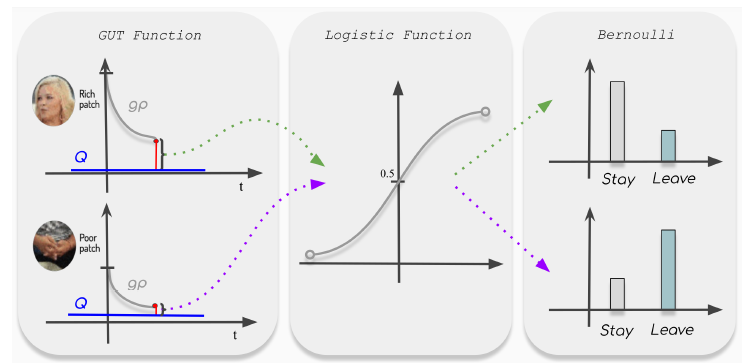 GUT Function
Rich
patch
gρ
Q
t
Poor
patch
gρ
Q
t
Logistic Function
0.5
Bernoulli
Stay Leave
Stay Leave